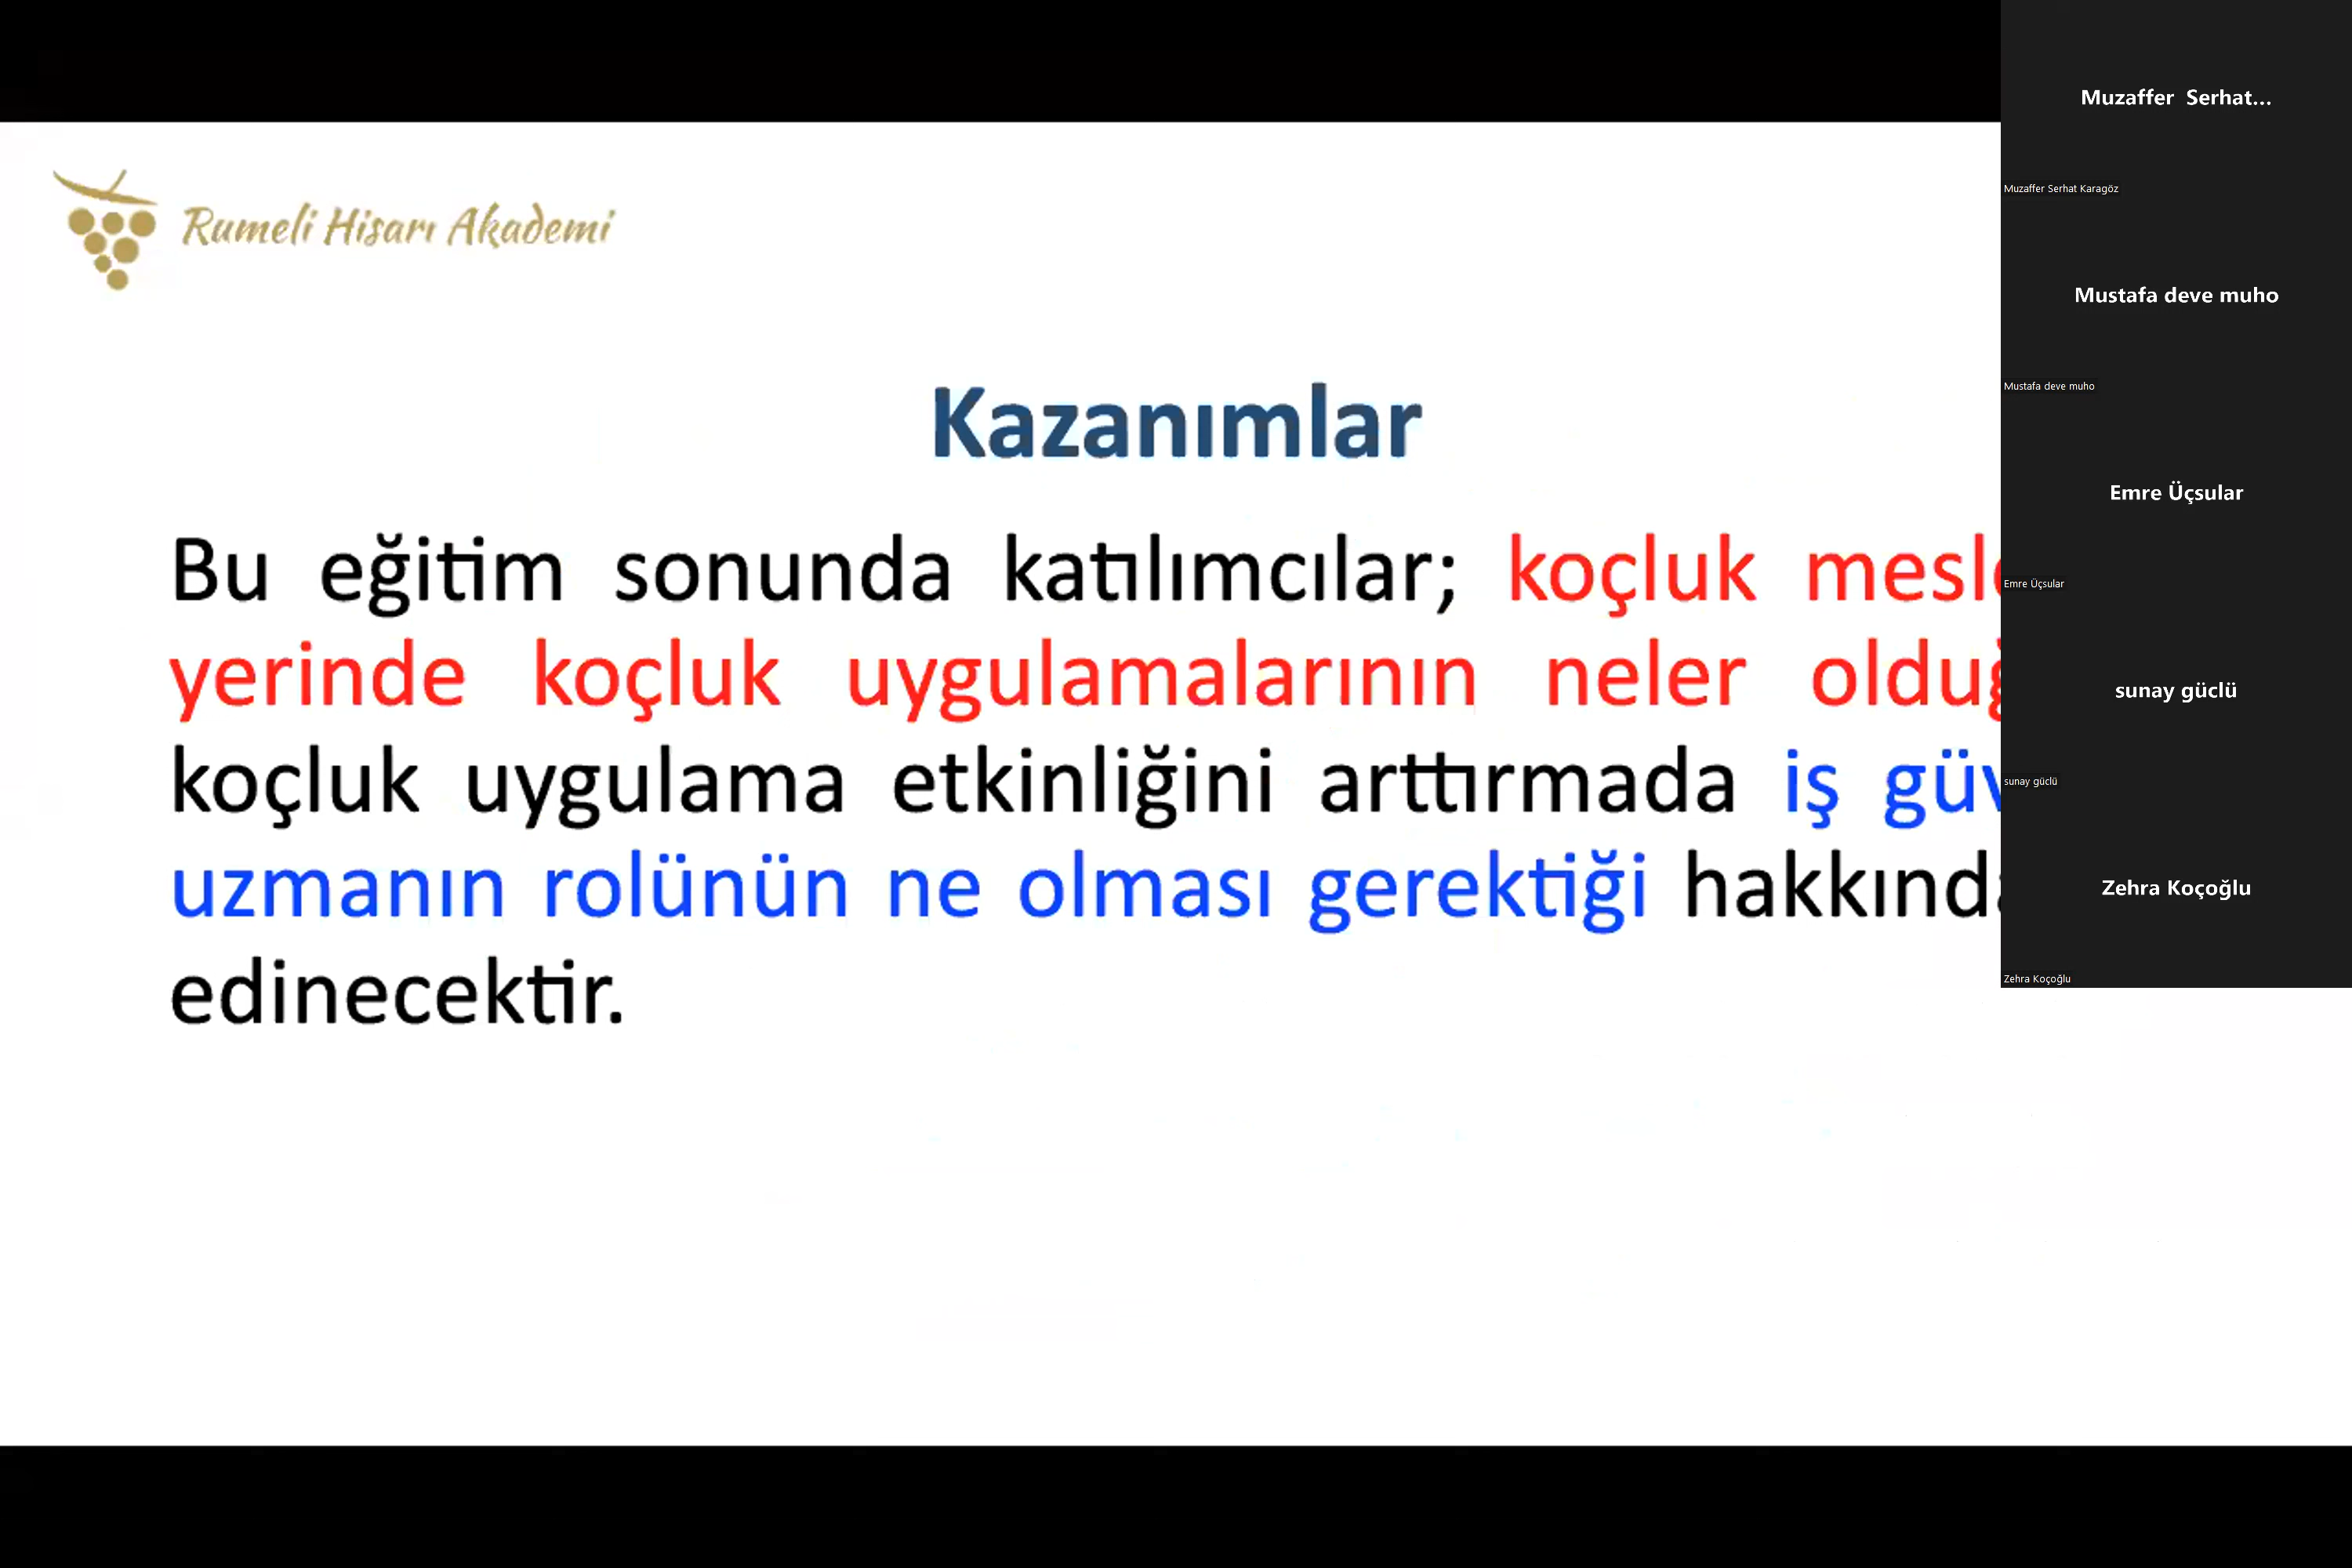 Rumeli Hisarı Akademi
Kazanımlar
Bu eğitim sonunda katılımcılar; koçluk
yerinde koçluk uygulamalarının neler
koçluk uygulama etkinliğini arttırmada iş
uzmanın rolünün ne olması gerektiği
edinecektir.
Muzaffer Serhat...
Muzaffer Serhat Karagöz
Mustafa deve muho
Mustafa deve muho
Emre Üçsular
Emre Üçsular
sunay güclü
sunay güclü
Zehra Koçoğlu
Zehra Koçoğlu